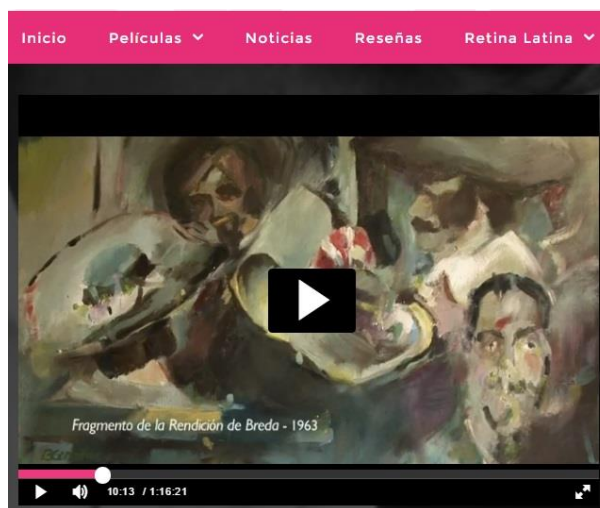 Inicio Películas Noticias Reseñas Retina Latina
Fragmento de la Rendición de Breda - 1963
10:13 / 1:16:21